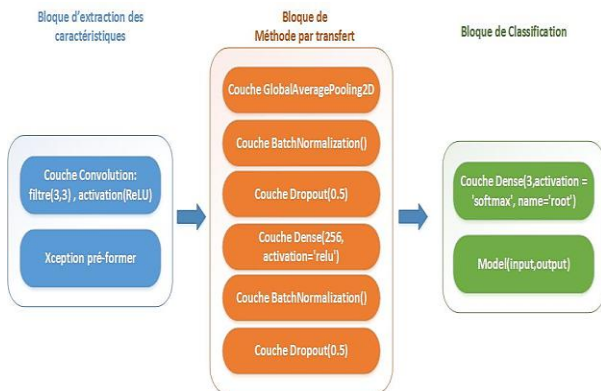 Bloque d'extraction des
caractéristiques
Bloque de
Méthode par transfert
Bloque de Classification
Couche Convolution:
filtre(3,3) , activation(ReLU)
Xception pré-former
Couche GlobalAveragePooling2D
Couche BatchNormalization()
Couche Dropout(0.5)
Couche Dense(256,
activation='relu')
Couche BatchNormalization()
Couche Dropout(0.5)
Couche Dense(3,activation =
'softmax', name='root')
Model(input,output)